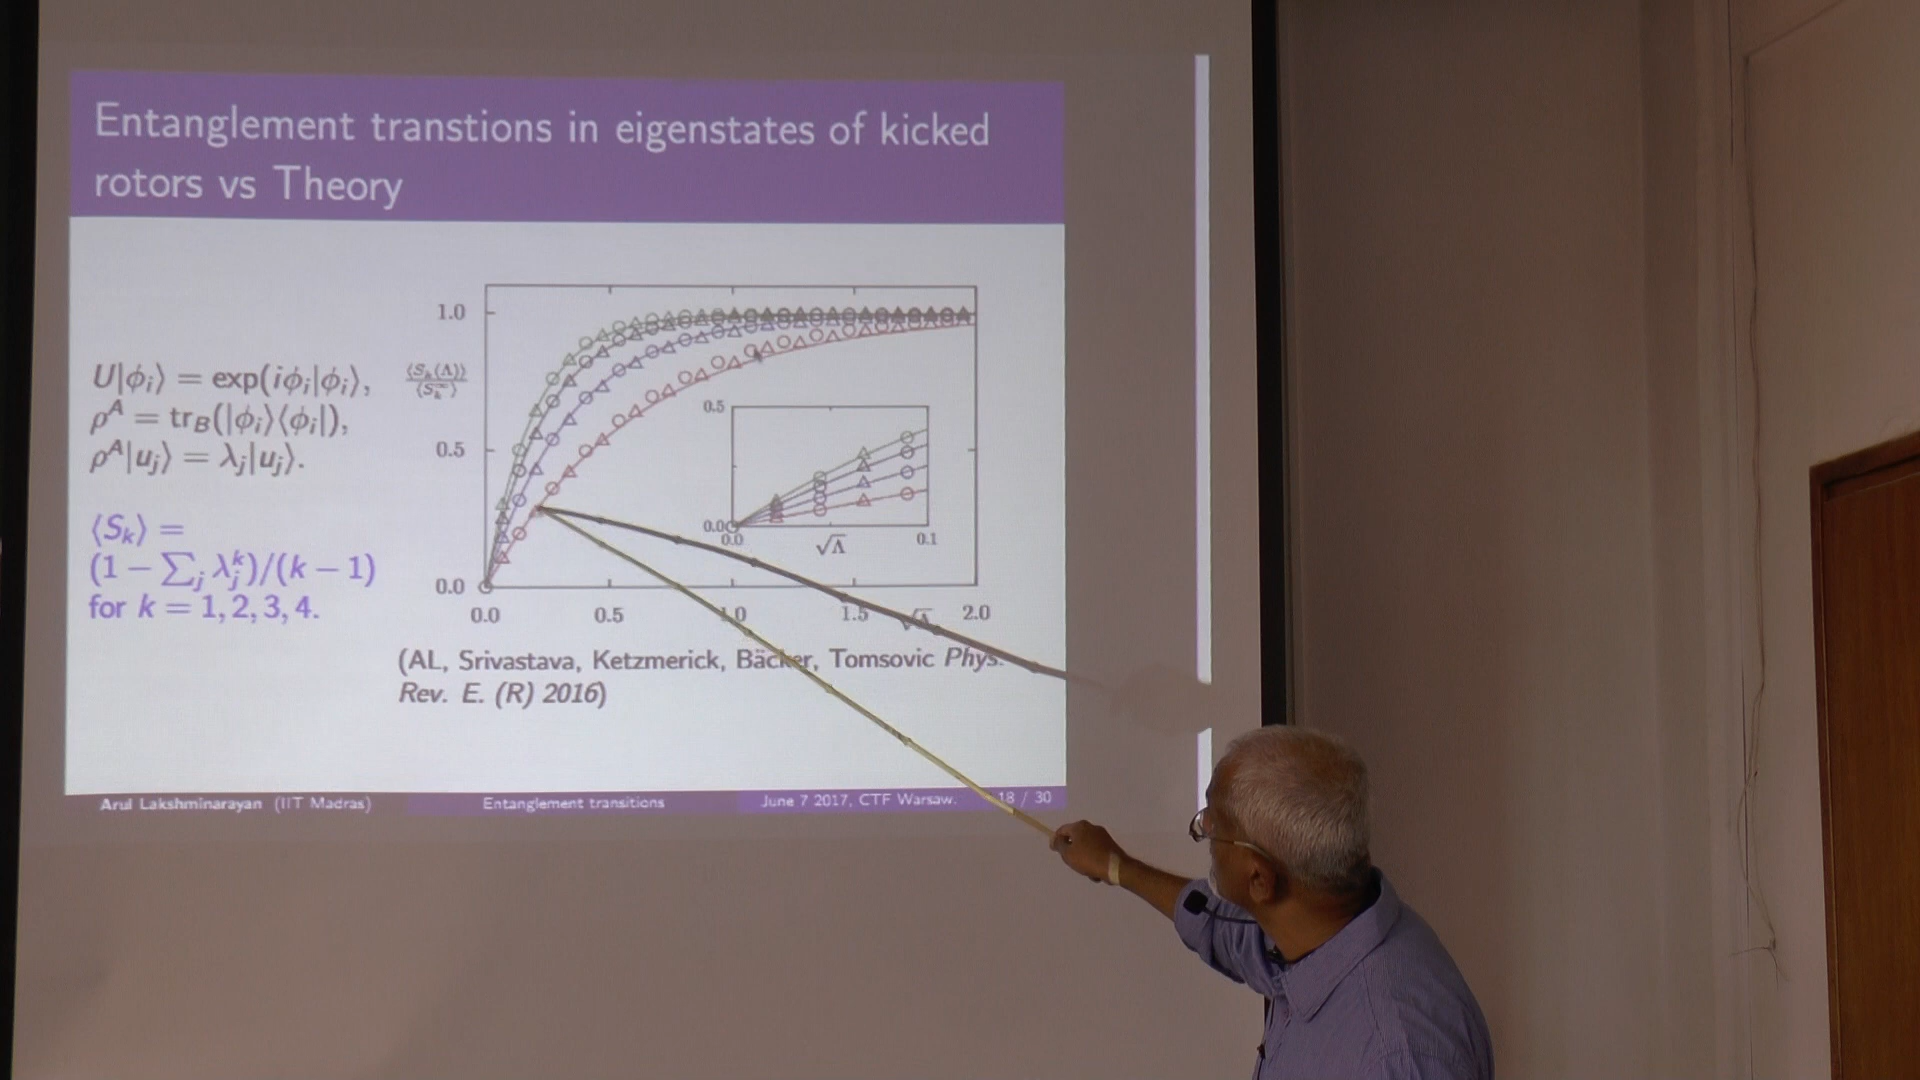 Entanglement transtions in eigenstates of kicked
rotors vs Theory
U|ϕᵢ⟩ = exp(iϕᵢ|ϕᵢ⟩,
ρᴬ = tr_B(|ϕᵢ⟩⟨ϕᵢ|),
ρᴬ|uⱼ⟩ = λⱼ|uⱼ⟩.
⟨Sₖ⟩ =
(1 − ∑ⱼ λⱼᵏ)/(k − 1)
for k = 1, 2, 3, 4.
1.0
⟨Sₖ(Λ)⟩
⟨Sₖ^∞⟩
0.5
0.0
0.5
0.0
0.0
√Λ
0.1
0.0
0.5
1.0
1.5
√Λ
2.0
(AL, Srivastava, Ketzmerick, Bäcker, Tomsovic Phys.
Rev. E. (R) 2016)
Arul Lakshminarayan (IIT Madras)
Entanglement transitions
June 7 2017, CTF Warsaw.
18 / 30